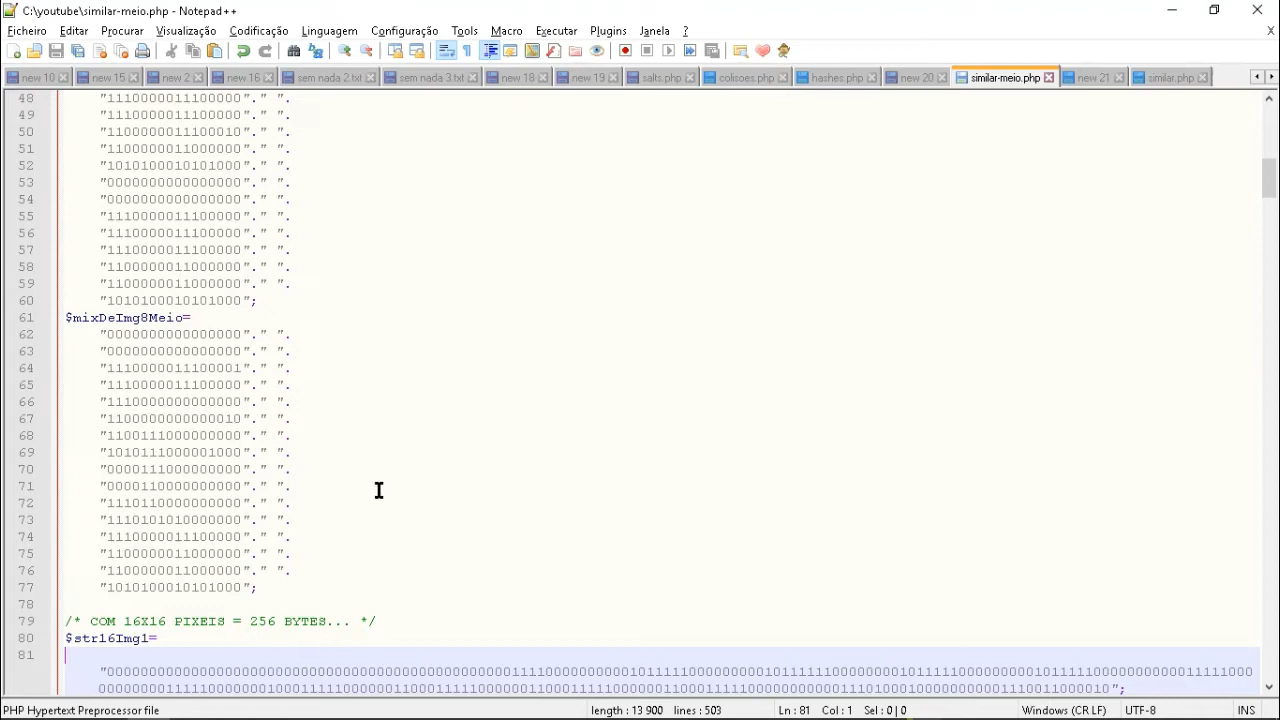 C:\youtube\similar-meio.php - Notepad++
Ficheiro Editar Procurar Visualização Codificação Linguagem Configuração Tools Macro Executar Plugins Janela ? X
new 10 new 15 new 2 new 16 sem nada 2 sem nada 3 txt new 18 new 19 salts.php colisoes.php hashes.php new 20 similar-meio.php new 21 similar.php
48 "1110000011100000"." ".
49 "1110000011100000"." ".
50 "1100000011100010"." ".
51 "1100000011000000"." ".
52 "1010100010101000"." ".
53 "0000000000000000"." ".
54 "0000000000000000"." ".
55 "1110000011100000"." ".
56 "1110000011100000"." ".
57 "1110000011100000"." ".
58 "1100000011000000"." ".
59 "1100000011000000"." ".
60 "1010100010101000";
61 $mixDeImg8Meio=
62 "0000000000000000"." ".
63 "0000000000000000"." ".
64 "1110000011100001"." ".
65 "1110000011100000"." ".
66 "1110000000000000"." ".
67 "1100000000000010"." ".
68 "1100111000000000"." ".
69 "1010111000001000"." ".
70 "0000111000000000"." ".
71 "0000110000000000"." ".
72 "1110110000000000"." ".
73 "1110101010000000"." ".
74 "1110000011100000"." ".
75 "1100000011000000"." ".
76 "1100000011000000"." ".
77 "1010100010101000";
78
79 /* COM 16X16 PIXEIS = 256 BYTES... */
80 $str16Img1=
81
PHP Hypertext Preprocessor file length : 13 900 lines : 503 Ln : 81 Col : 1 Sel : 0 | 0 Windows (CR LF) UTF-8 INS